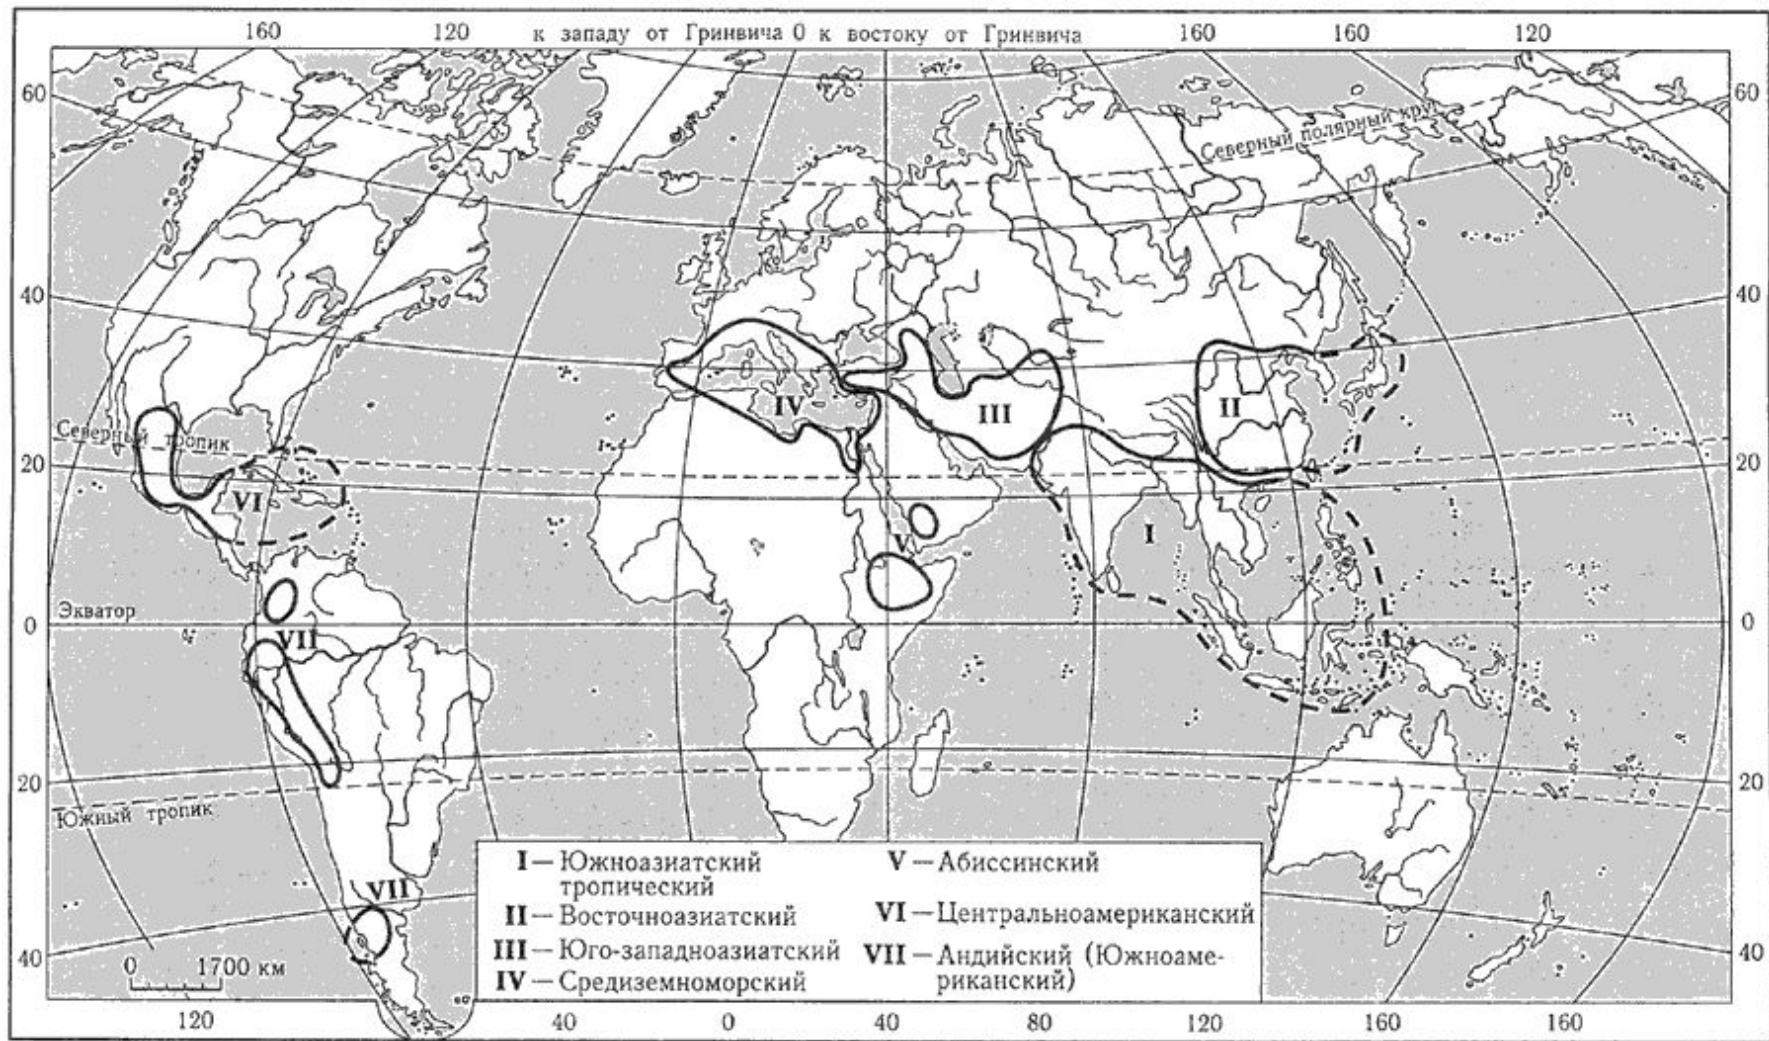 160 120 к западу от Гринвича 0 к востоку от Гринвича 160 160 120
60 Северный полярный круг 60
40 40
IV III II
Северный тропик
20 VI 20
V I
Экватор
0 0
VII
20 20
Южный тропик
VII
40 0 1700 км 40
I — Южноазиатский
тропический
II — Восточноазиатский
III — Юго-западноазиатский
IV — Средиземноморский
V — Абиссинский
VI — Центральноамериканский
VII — Андийский (Южноаме-
риканский)
120 40 0 40 80 120 160 160